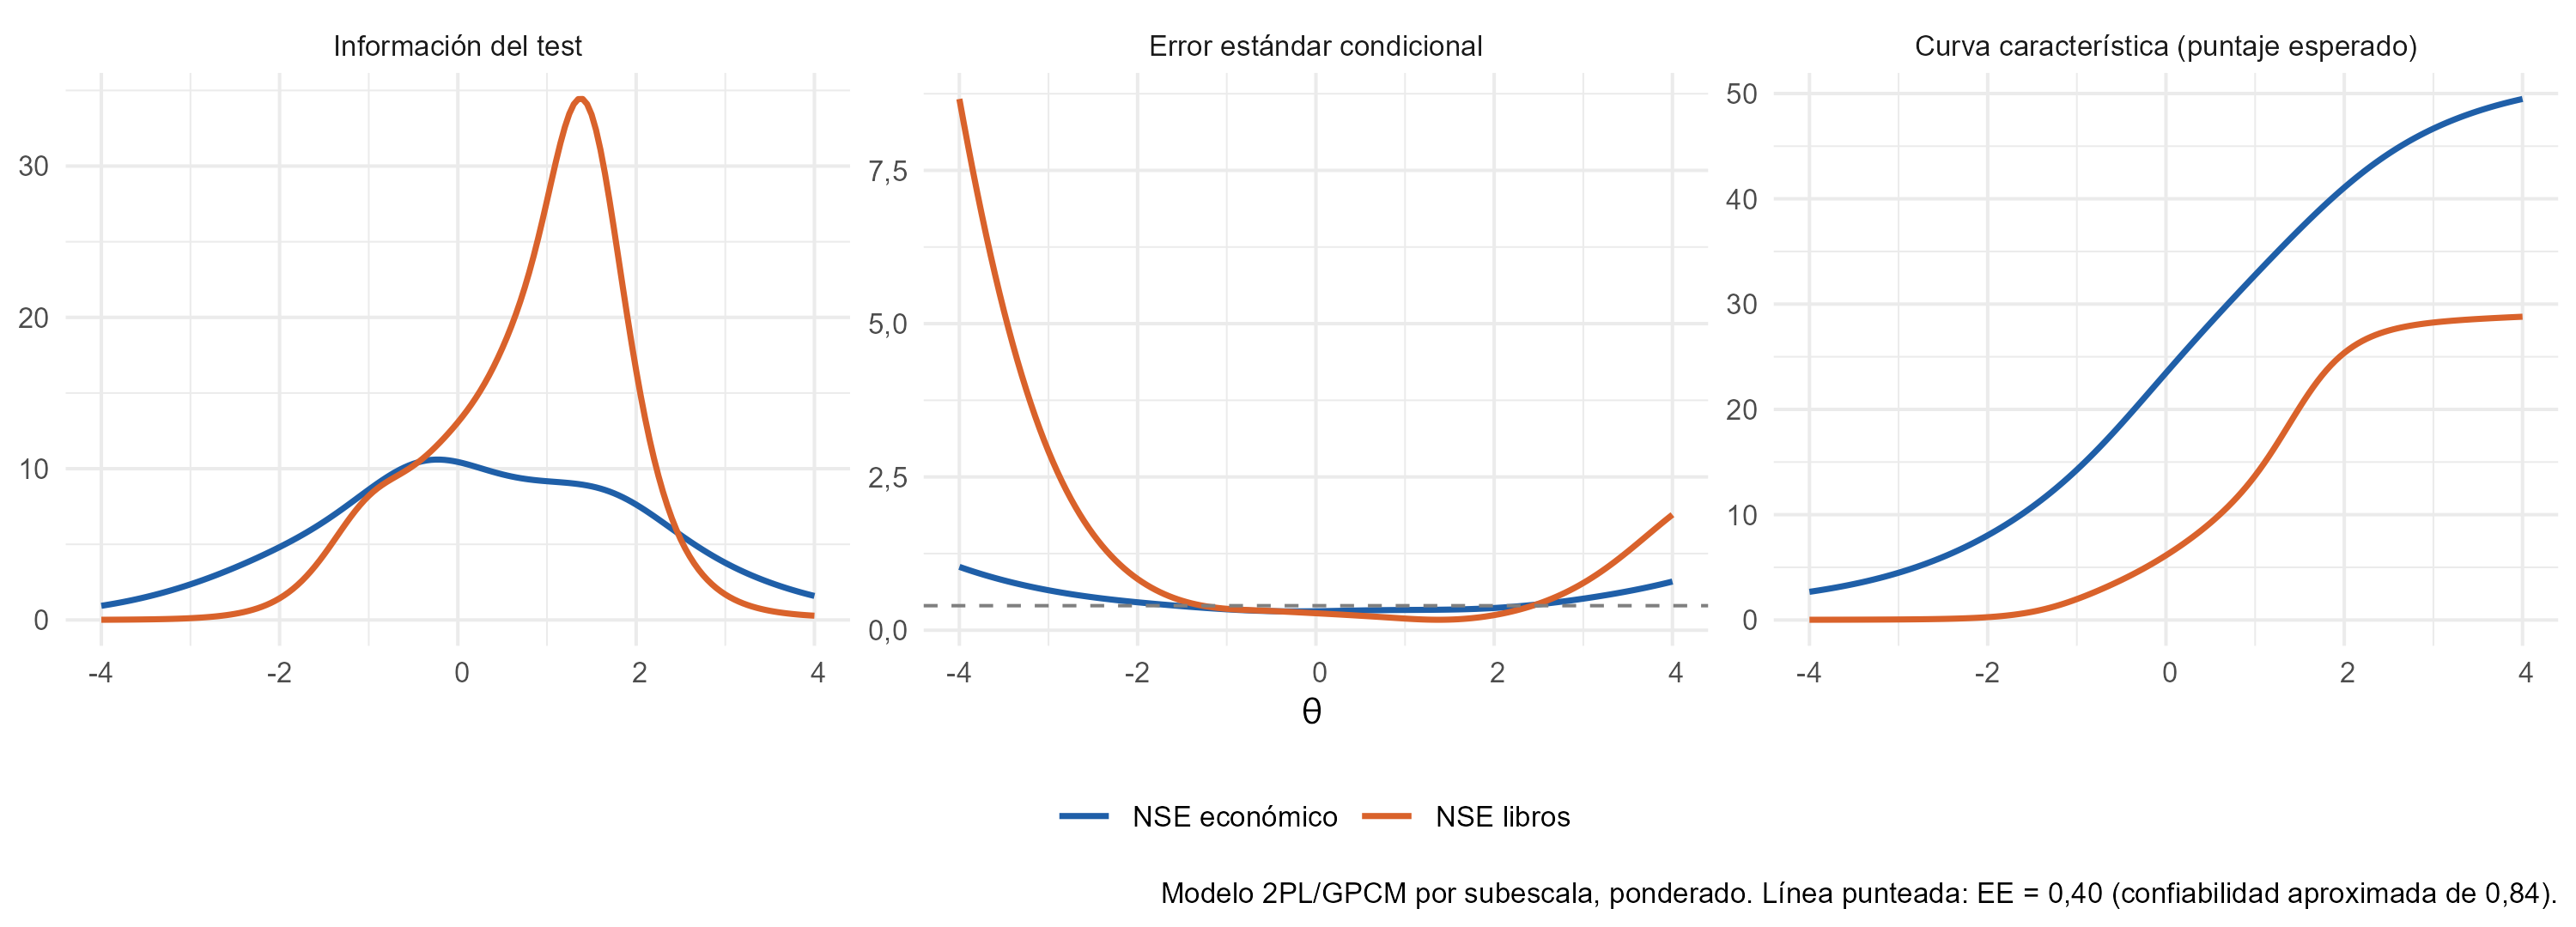 Información del test
Error estándar condicional
Curva característica (puntaje esperado)
30
20
10
0
-4 -2 0 2 4
7,5
5,0
2,5
0,0
-4 -2 0 2 4
50
40
30
20
10
0
-4 -2 0 2 4
θ
NSE económico NSE libros
Modelo 2PL/GPCM por subescala, ponderado. Línea punteada: EE = 0,40 (confiabilidad aproximada de 0,84).